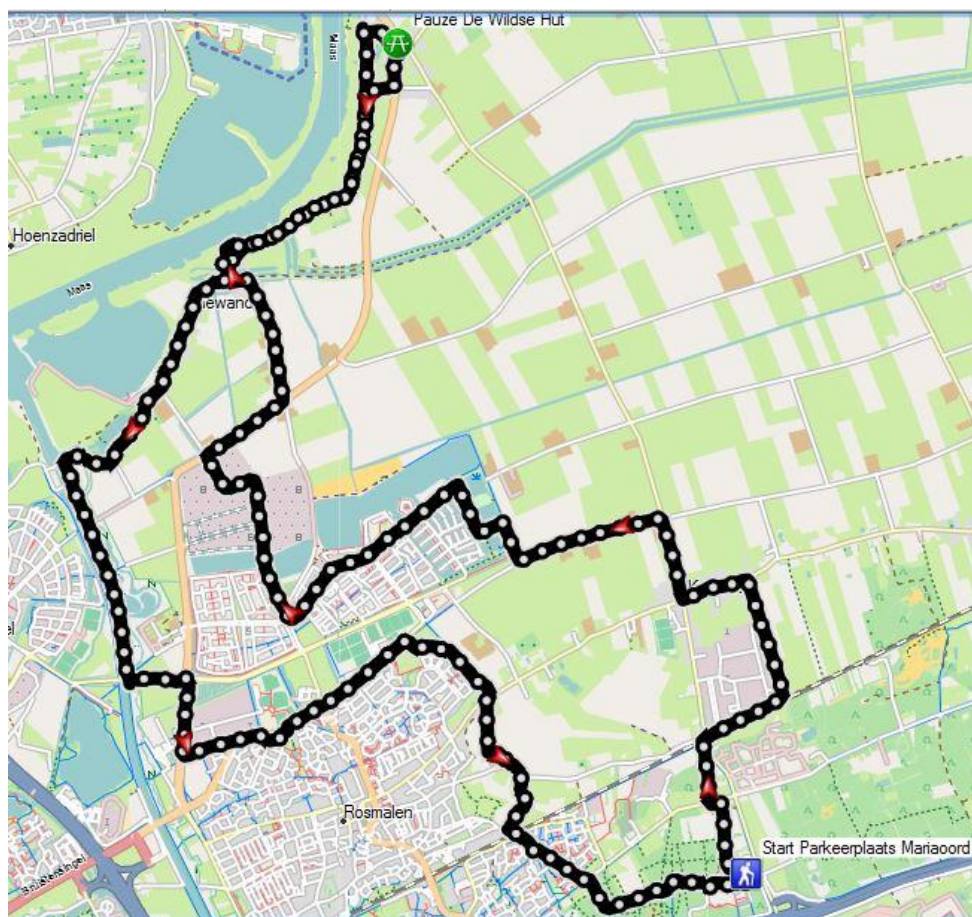 Pauze De Wildse Hut
Maas
Hoenzadriel
Maas
Rosmalen
Start Parkeerplaats Mariaoord